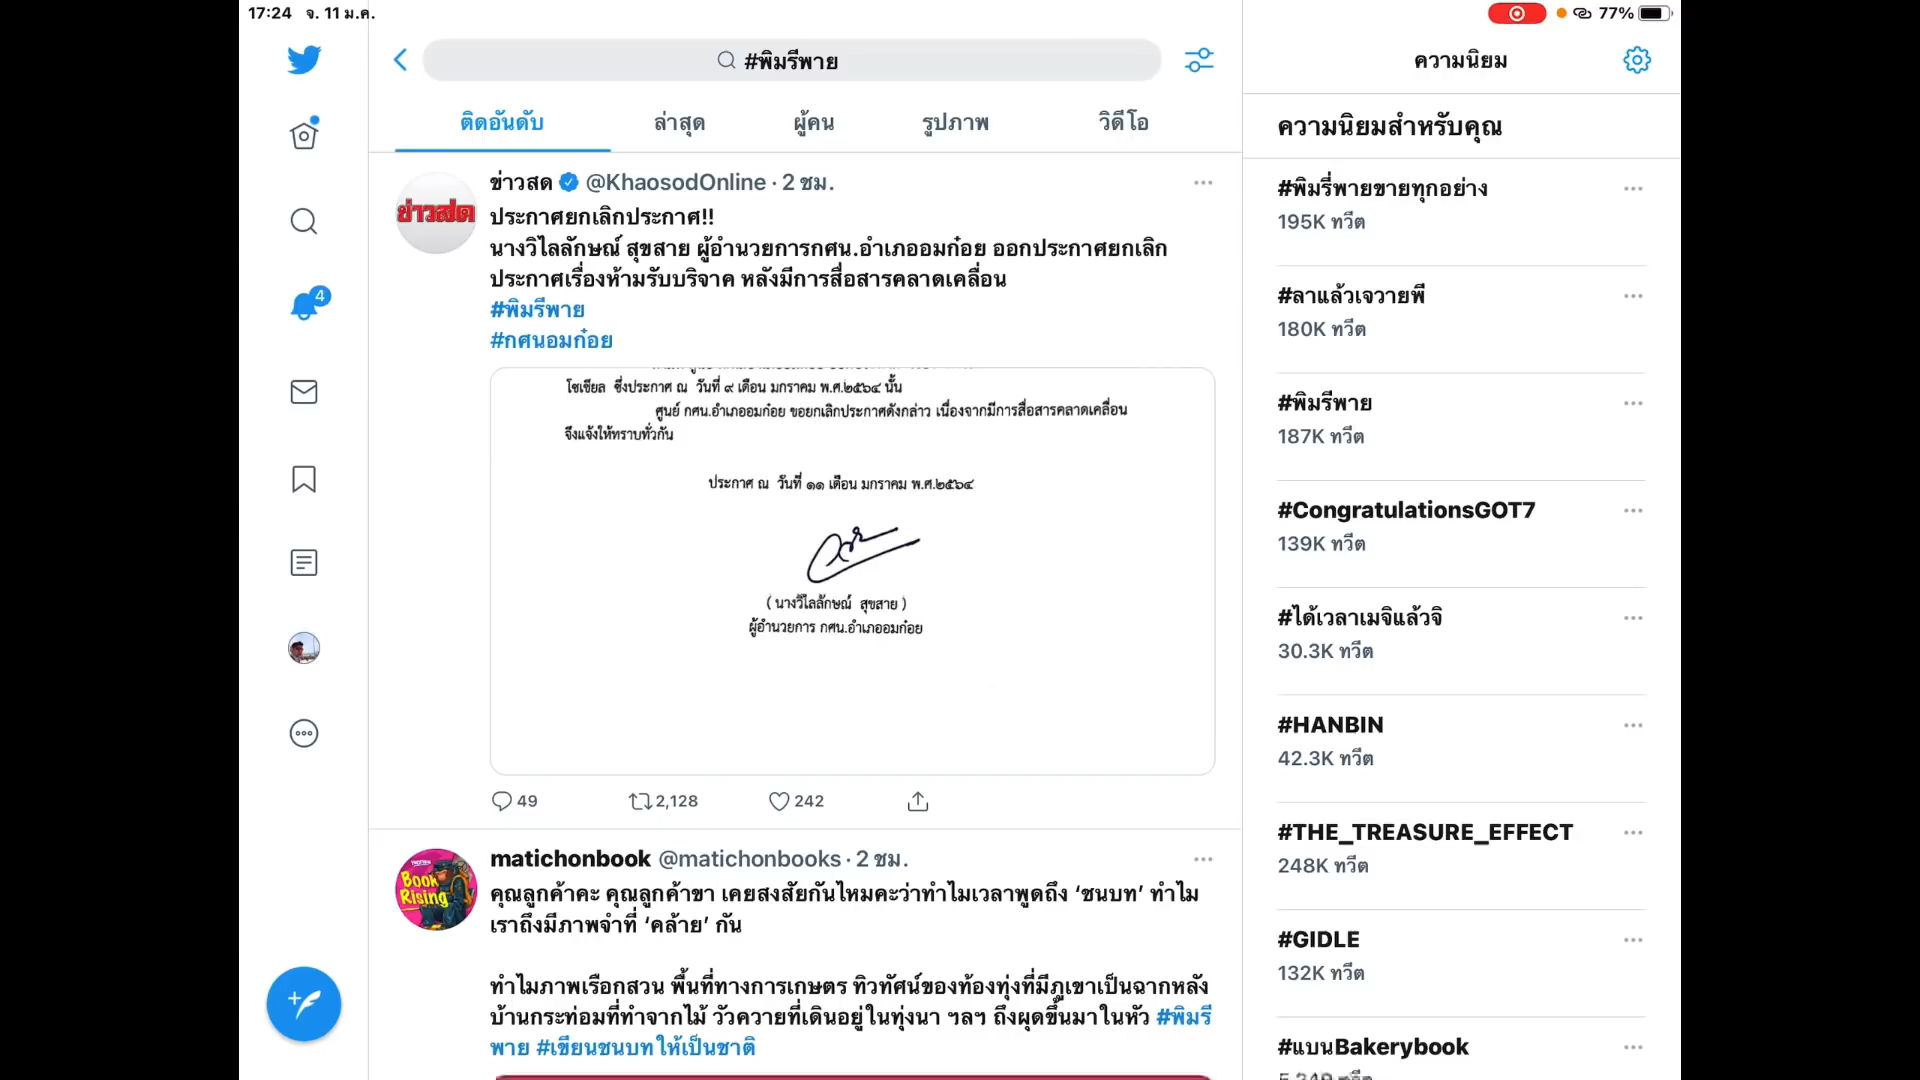 17:24 จ. 11 ม.ค.
77%
#พิมรีพาย
ติดอันดับ
ล่าสุด
ผู้คน
รูปภาพ
วิดีโอ
4
ข่าวสด @KhaosodOnline · 2 ชม.
ข่าวสด
ประกาศยกเลิกประกาศ!!
นางวิไลลักษณ์ สุขสาย ผู้อำนวยการกศน.อำเภออมก๋อย ออกประกาศยกเลิก
ประกาศเรื่องห้ามรับบริจาค หลังมีการสื่อสารคลาดเคลื่อน
#พิมรีพาย
#กศนอมก๋อย
โซเชียล ซึ่งประกาศ ณ วันที่ ๙ เดือน มกราคม พ.ศ.๒๕๖๔ นั้น
ศูนย์ กศน.อำเภออมก๋อย ขอยกเลิกประกาศดังกล่าว เนื่องจากมีการสื่อสารคลาดเคลื่อน
จึงแจ้งให้ทราบทั่วกัน
ประกาศ ณ วันที่ ๑๑ เดือน มกราคม พ.ศ.๒๕๖๔
( นางวิไลลักษณ์ สุขสาย )
ผู้อำนวยการ กศน.อำเภออมก๋อย
49
2,128
242
matichonbook @matichonbooks · 2 ชม.
Book
Rising
คุณลูกค้าคะ คุณลูกค้าขา เคยสงสัยกันไหมคะว่าทำไมเวลาพูดถึง ‘ชนบท’ ทำไม
เราถึงมีภาพจำที่ ‘คล้าย’ กัน
ทำไมภาพเรือกสวน พื้นที่ทางการเกษตร ทิวทัศน์ของท้องทุ่งที่มีภูเขาเป็นฉากหลัง
บ้านกระท่อมที่ทำจากไม้ วัวควายที่เดินอยู่ในทุ่งนา ฯลฯ ถึงผุดขึ้นมาในหัว #พิมรี
พาย #เขียนชนบทให้เป็นชาติ
ความนิยม
ความนิยมสำหรับคุณ
#พิมรี่พายขายทุกอย่าง
195K ทวีต
#ลาแล้วเจวายพี
180K ทวีต
#พิมรีพาย
187K ทวีต
#CongratulationsGOT7
139K ทวีต
#ได้เวลาเมจิแล้วจิ
30.3K ทวีต
#HANBIN
42.3K ทวีต
#THE_TREASURE_EFFECT
248K ทวีต
#GIDLE
132K ทวีต
#แบนBakerybook